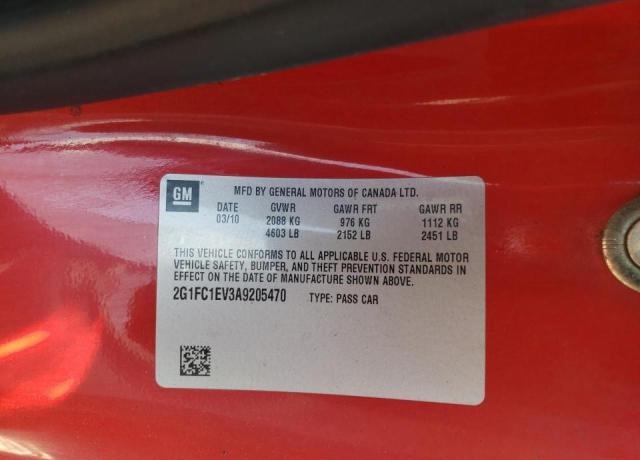 GM
MFD BY GENERAL MOTORS OF CANADA LTD.
DATE GVWR GAWR FRT GAWR RR
03/10 2088 KG 976 KG 1112 KG
4603 LB 2152 LB 2451 LB
THIS VEHICLE CONFORMS TO ALL APPLICABLE U.S. FEDERAL MOTOR
VEHICLE SAFETY, BUMPER, AND THEFT PREVENTION STANDARDS IN
EFFECT ON THE DATE OF MANUFACTURE SHOWN ABOVE.
2G1FC1EV3A9205470 TYPE: PASS CAR